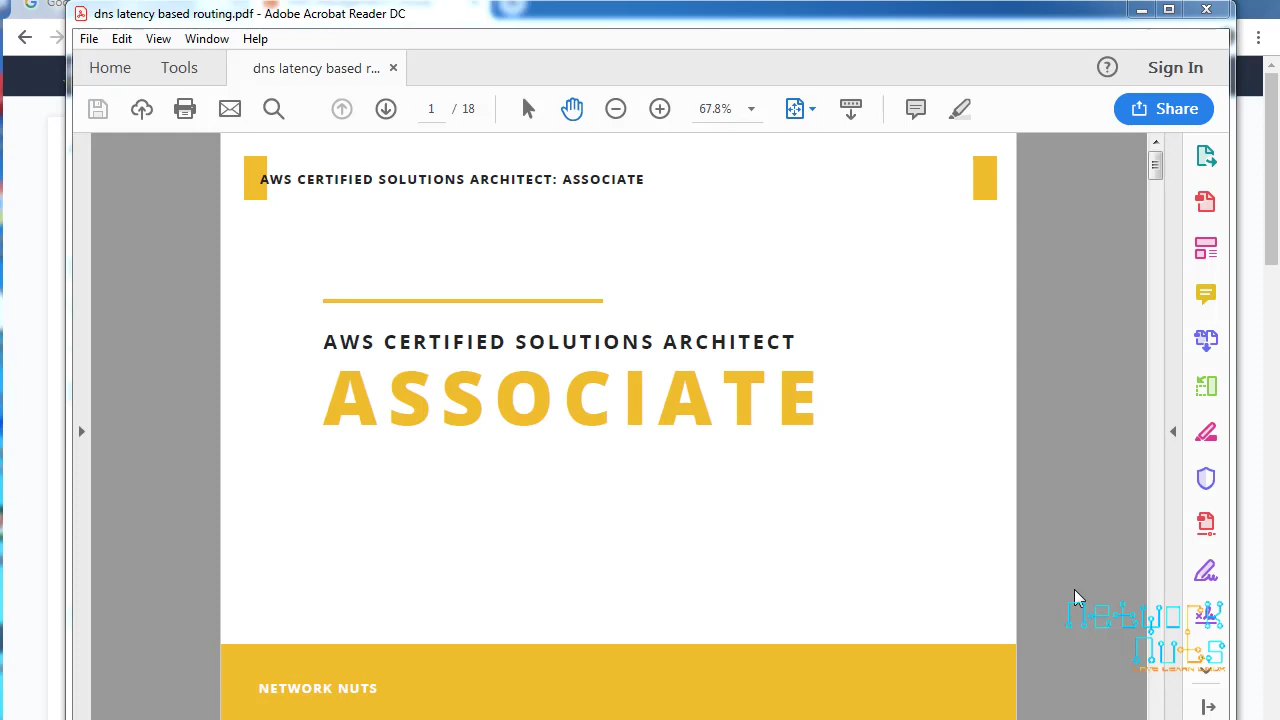 dns latency based routing.pdf - Adobe Acrobat Reader DC
File Edit View Window Help
Home Tools dns latency based r... × Sign In
1 / 18 67.8% Share
AWS CERTIFIED SOLUTIONS ARCHITECT: ASSOCIATE
AWS CERTIFIED SOLUTIONS ARCHITECT
ASSOCIATE
NETWORK NUTS
Network
Nuts